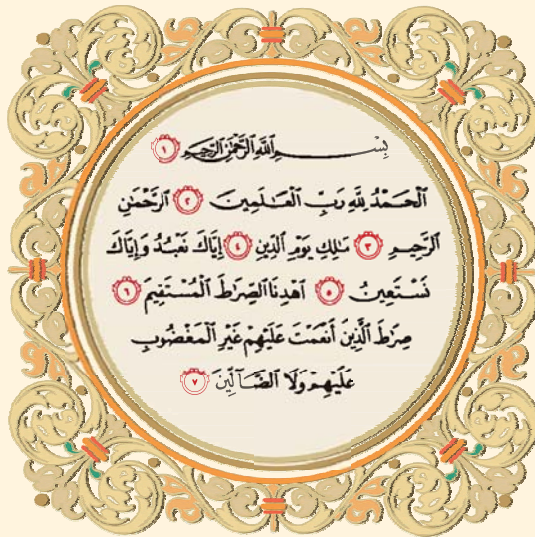 بِسْمِ ٱللَّهِ ٱلرَّحْمَٰنِ ٱلرَّحِيمِ ١
ٱلْحَمْدُ لِلَّهِ رَبِّ ٱلْعَٰلَمِينَ ٢ ٱلرَّحْمَٰنِ
ٱلرَّحِيمِ ٣ مَٰلِكِ يَوْمِ ٱلدِّينِ ٤ إِيَّاكَ نَعْبُدُ وَإِيَّاكَ
نَسْتَعِينُ ٥ ٱهْدِنَا ٱلصِّرَٰطَ ٱلْمُسْتَقِيمَ ٦
صِرَٰطَ ٱلَّذِينَ أَنْعَمْتَ عَلَيْهِمْ غَيْرِ ٱلْمَغْضُوبِ
عَلَيْهِمْ وَلَا ٱلضَّآلِّينَ ٧